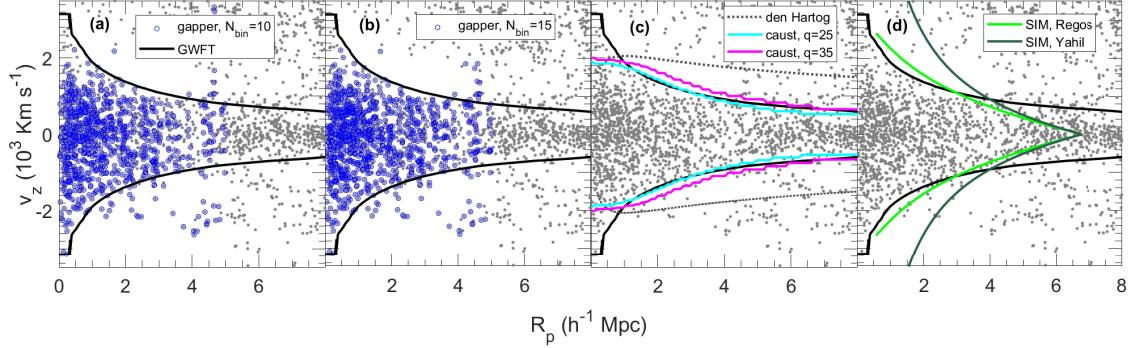 (a)
gapper, N_bin=10
GWFT
(b)
gapper, N_bin=15
(c)
den Hartog
caust, q=25
caust, q=35
(d)
SIM, Regos
SIM, Yahil
v_z (10^3 Km s^-1)
2
0
-2
0
2
4
6
2
4
6
2
4
6
2
4
6
8
R_p (h^-1 Mpc)